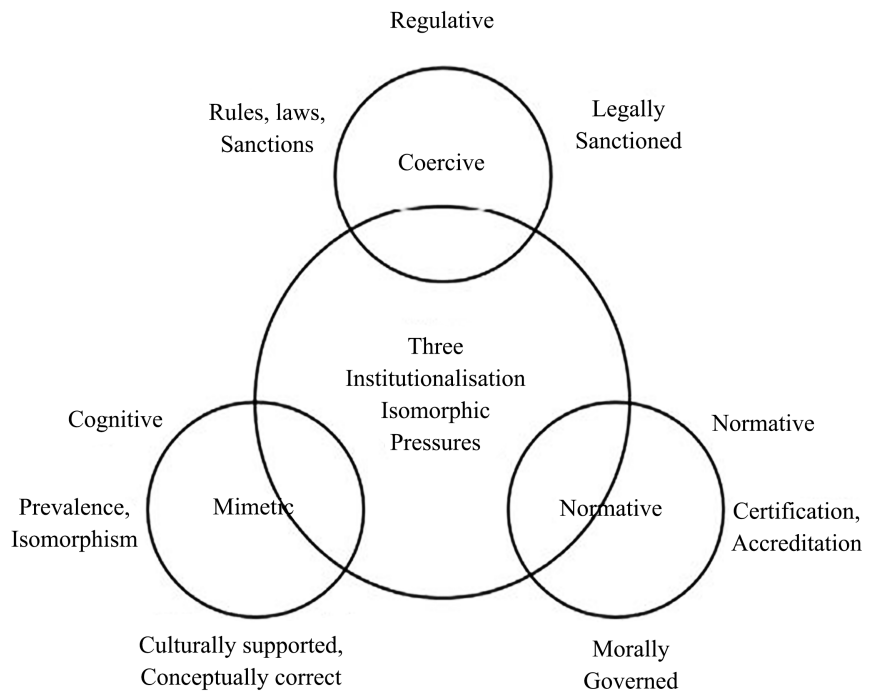 Regulative
Rules, laws,
Sanctions
Legally
Sanctioned
Coercive
Three
Institutionalisation
Isomorphic
Pressures
Cognitive
Normative
Prevalence,
Isomorphism
Mimetic
Normative
Certification,
Accreditation
Culturally supported,
Conceptually correct
Morally
Governed